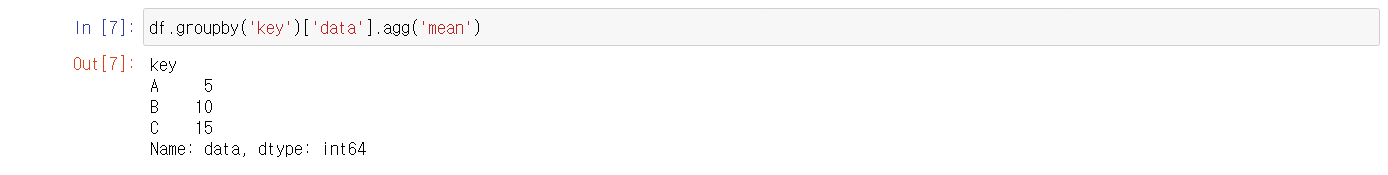 In [7]: df.groupby('key')['data'].agg('mean')
Out[7]: key
A 5
B 10
C 15
Name: data, dtype: int64